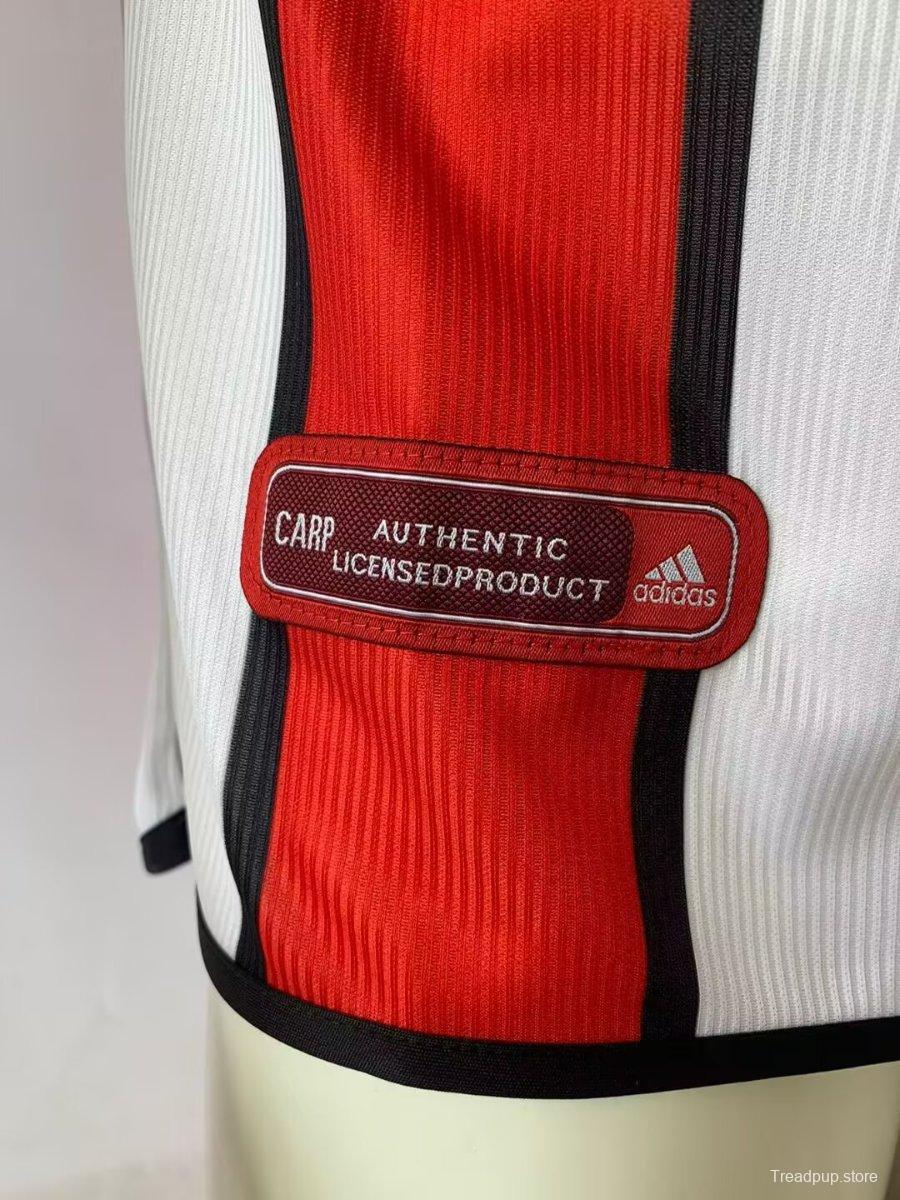 CARP AUTHENTIC
LICENSEDPRODUCT
adidas
Treadpup.store